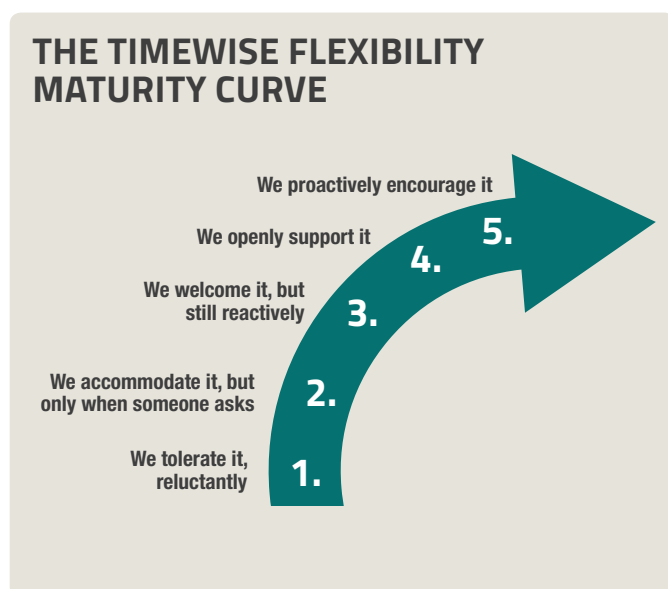 THE TIMEWISE FLEXIBILITY
MATURITY CURVE
We proactively encourage it
5.
We openly support it
4.
We welcome it, but
still reactively
3.
We accommodate it, but
only when someone asks
2.
We tolerate it,
reluctantly
1.